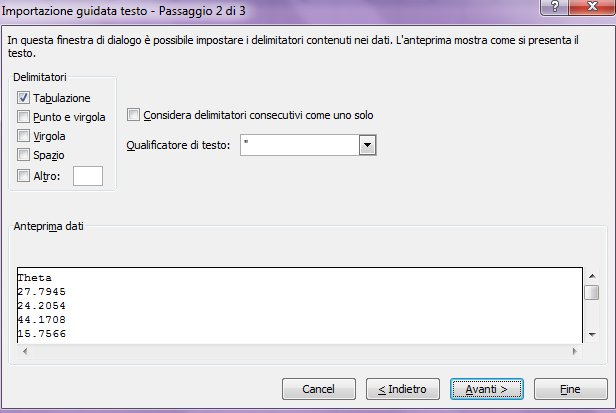 Importazione guidata testo - Passaggio 2 di 3
In questa finestra di dialogo è possibile impostare i delimitatori contenuti nei dati. L'anteprima mostra come si presenta il
testo.
Delimitatori
Tabulazione
Punto e virgola
Virgola
Spazio
Altro:
Considera delimitatori consecutivi come uno solo
Qualificatore di testo: "
Anteprima dati
Theta
27.7945
24.2054
44.1708
15.7566
Cancel < Indietro Avanti > Fine